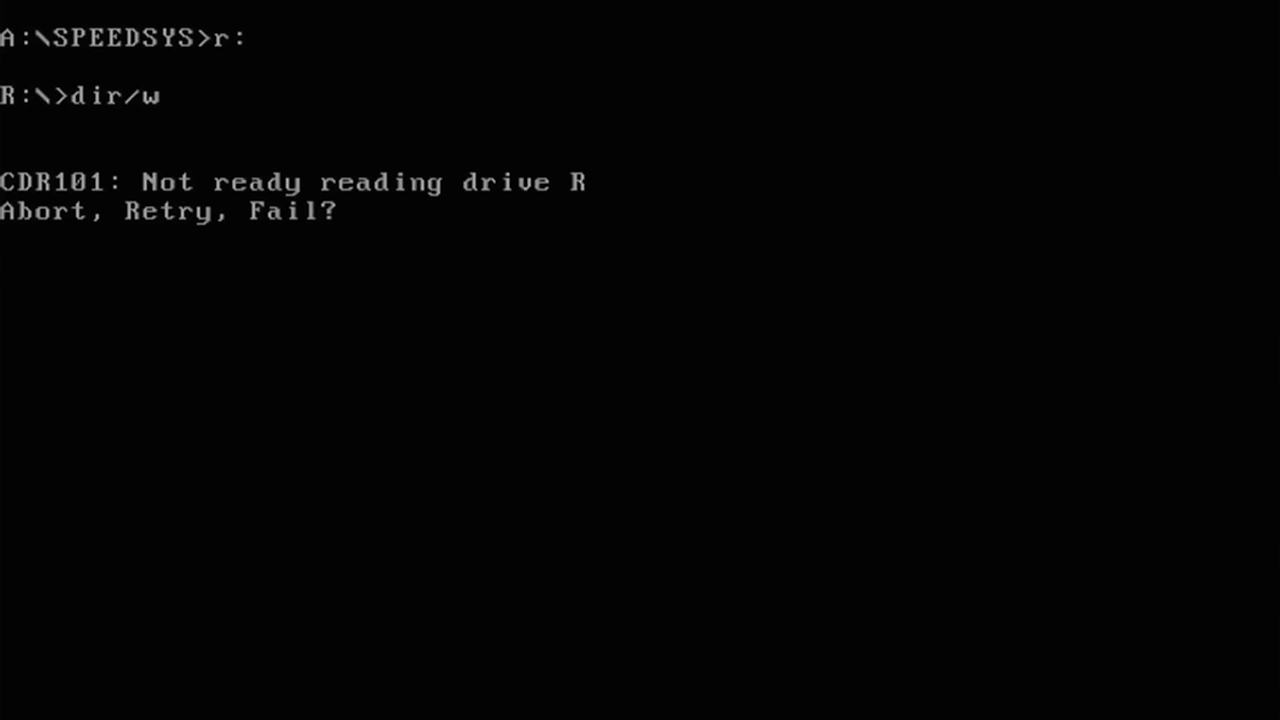 A:\SPEEDSYS>r:
R:\>dir/w
CDR101: Not ready reading drive R
Abort, Retry, Fail?